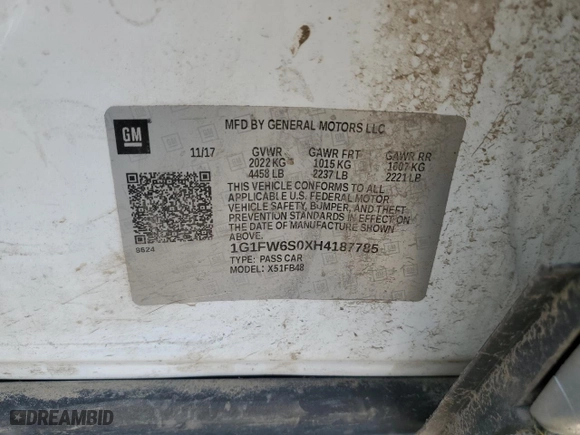 GM
MFD BY GENERAL MOTORS LLC
11/17 GVWR GAWR FRT GAWR RR
2022 KG 1015 KG 1007 KG
4458 LB 2237 LB 2221 LB
THIS VEHICLE CONFORMS TO ALL
APPLICABLE U.S. FEDERAL MOTOR
VEHICLE SAFETY, BUMPER, AND THEFT
PREVENTION STANDARDS IN EFFECT ON
THE DATE OF MANUFACTURE SHOWN
ABOVE.
9524
1G1FW6S0XH4187785
TYPE: PASS CAR
MODEL: X51FB48
DREAMBID